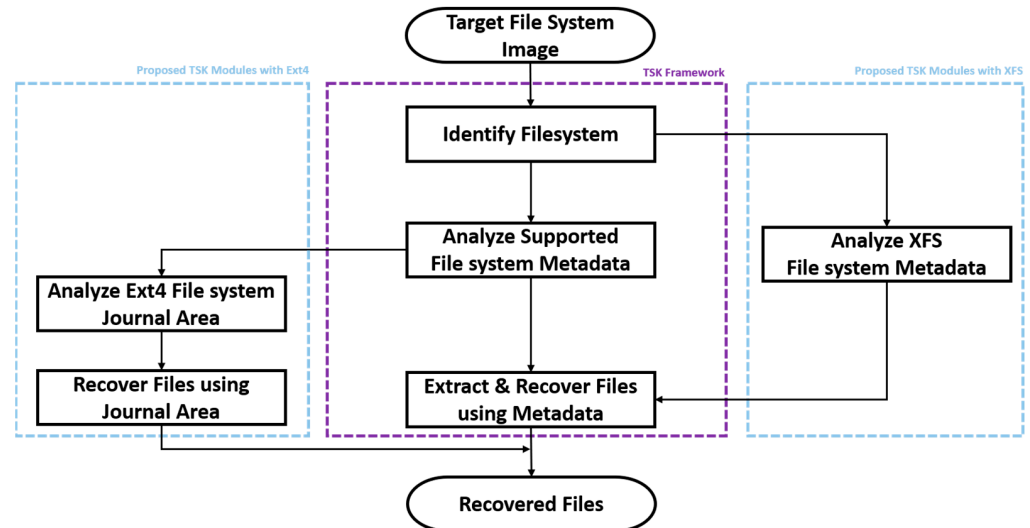 Target File System
Image
Proposed TSK Modules with Ext4
TSK Framework
Proposed TSK Modules with XFS
Identify Filesystem
Analyze Supported
File system Metadata
Analyze XFS
File system Metadata
Analyze Ext4 File system
Journal Area
Recover Files using
Journal Area
Extract & Recover Files
using Metadata
Recovered Files